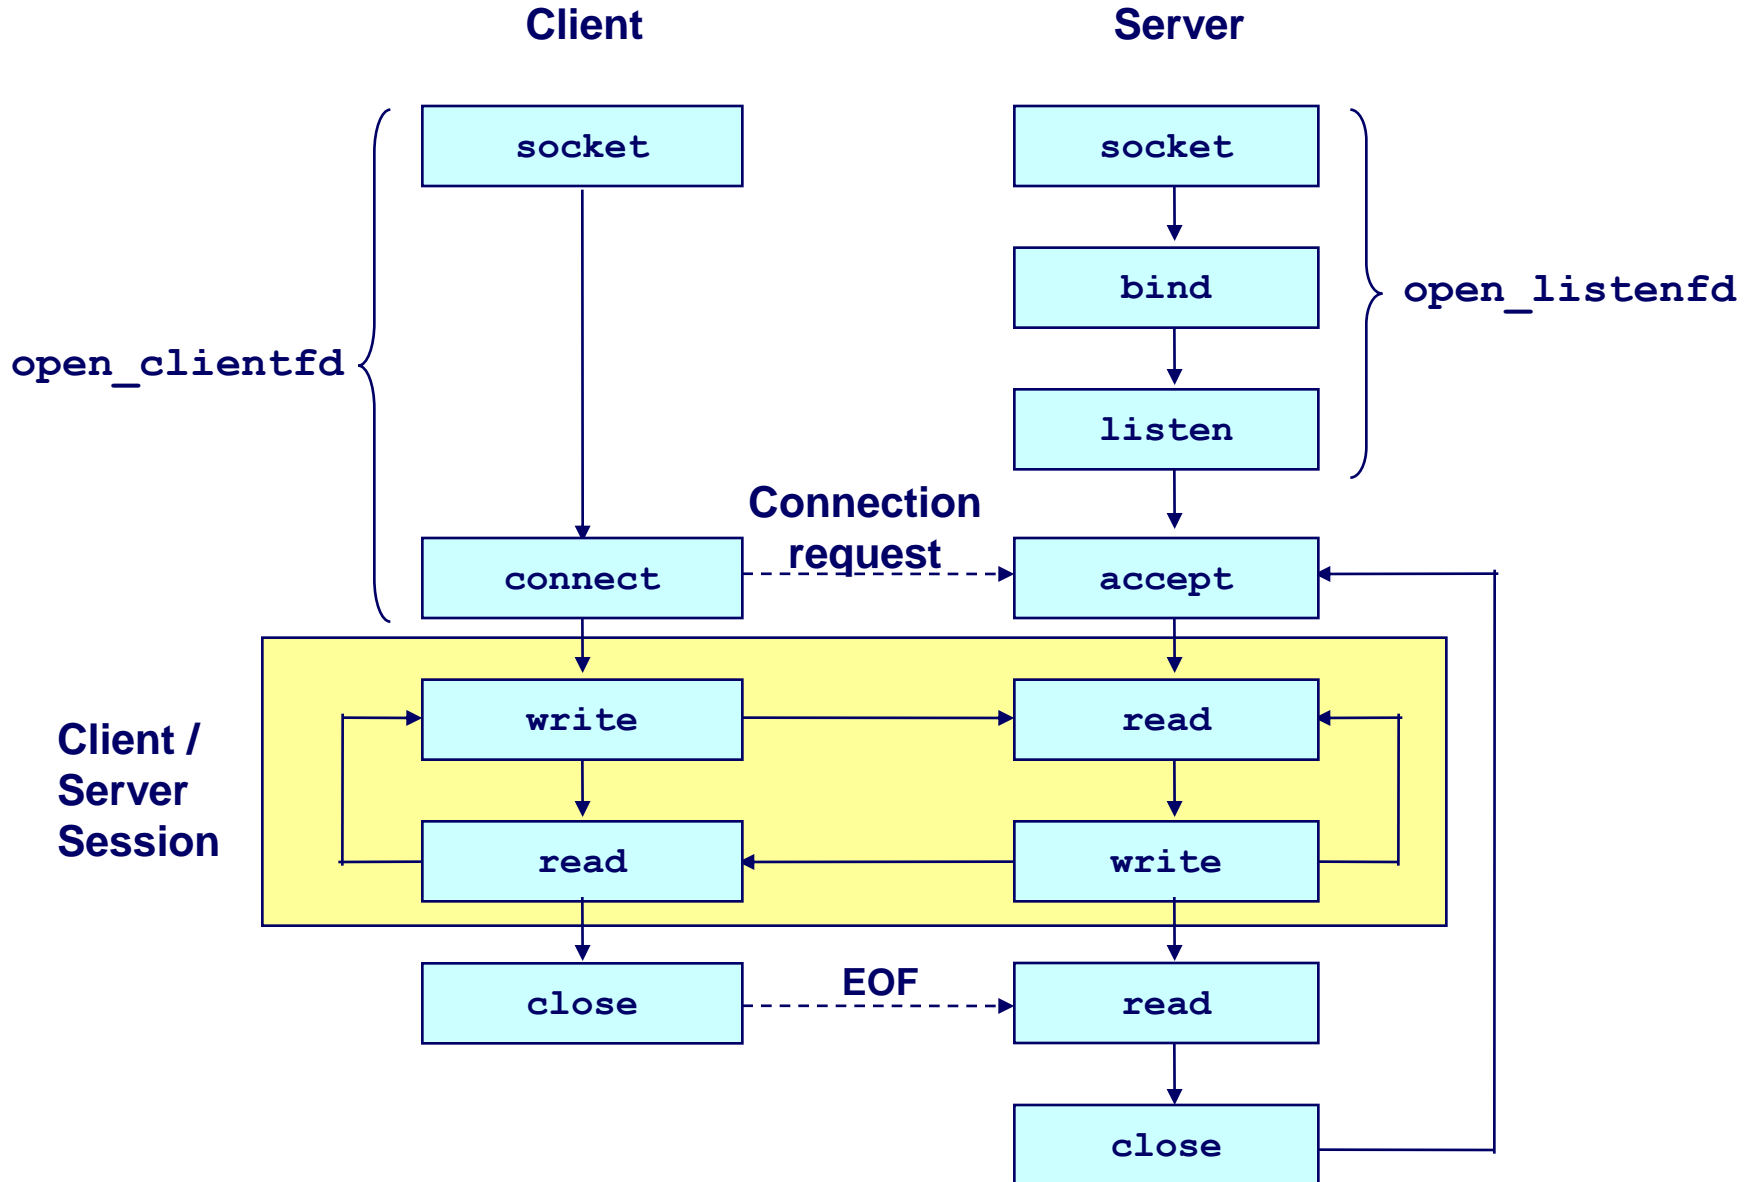 Client
Server
socket
socket
bind
open_listenfd
open_clientfd
listen
Connection
request
connect
accept
Client /
Server
Session
write
read
read
write
close
EOF
read
close